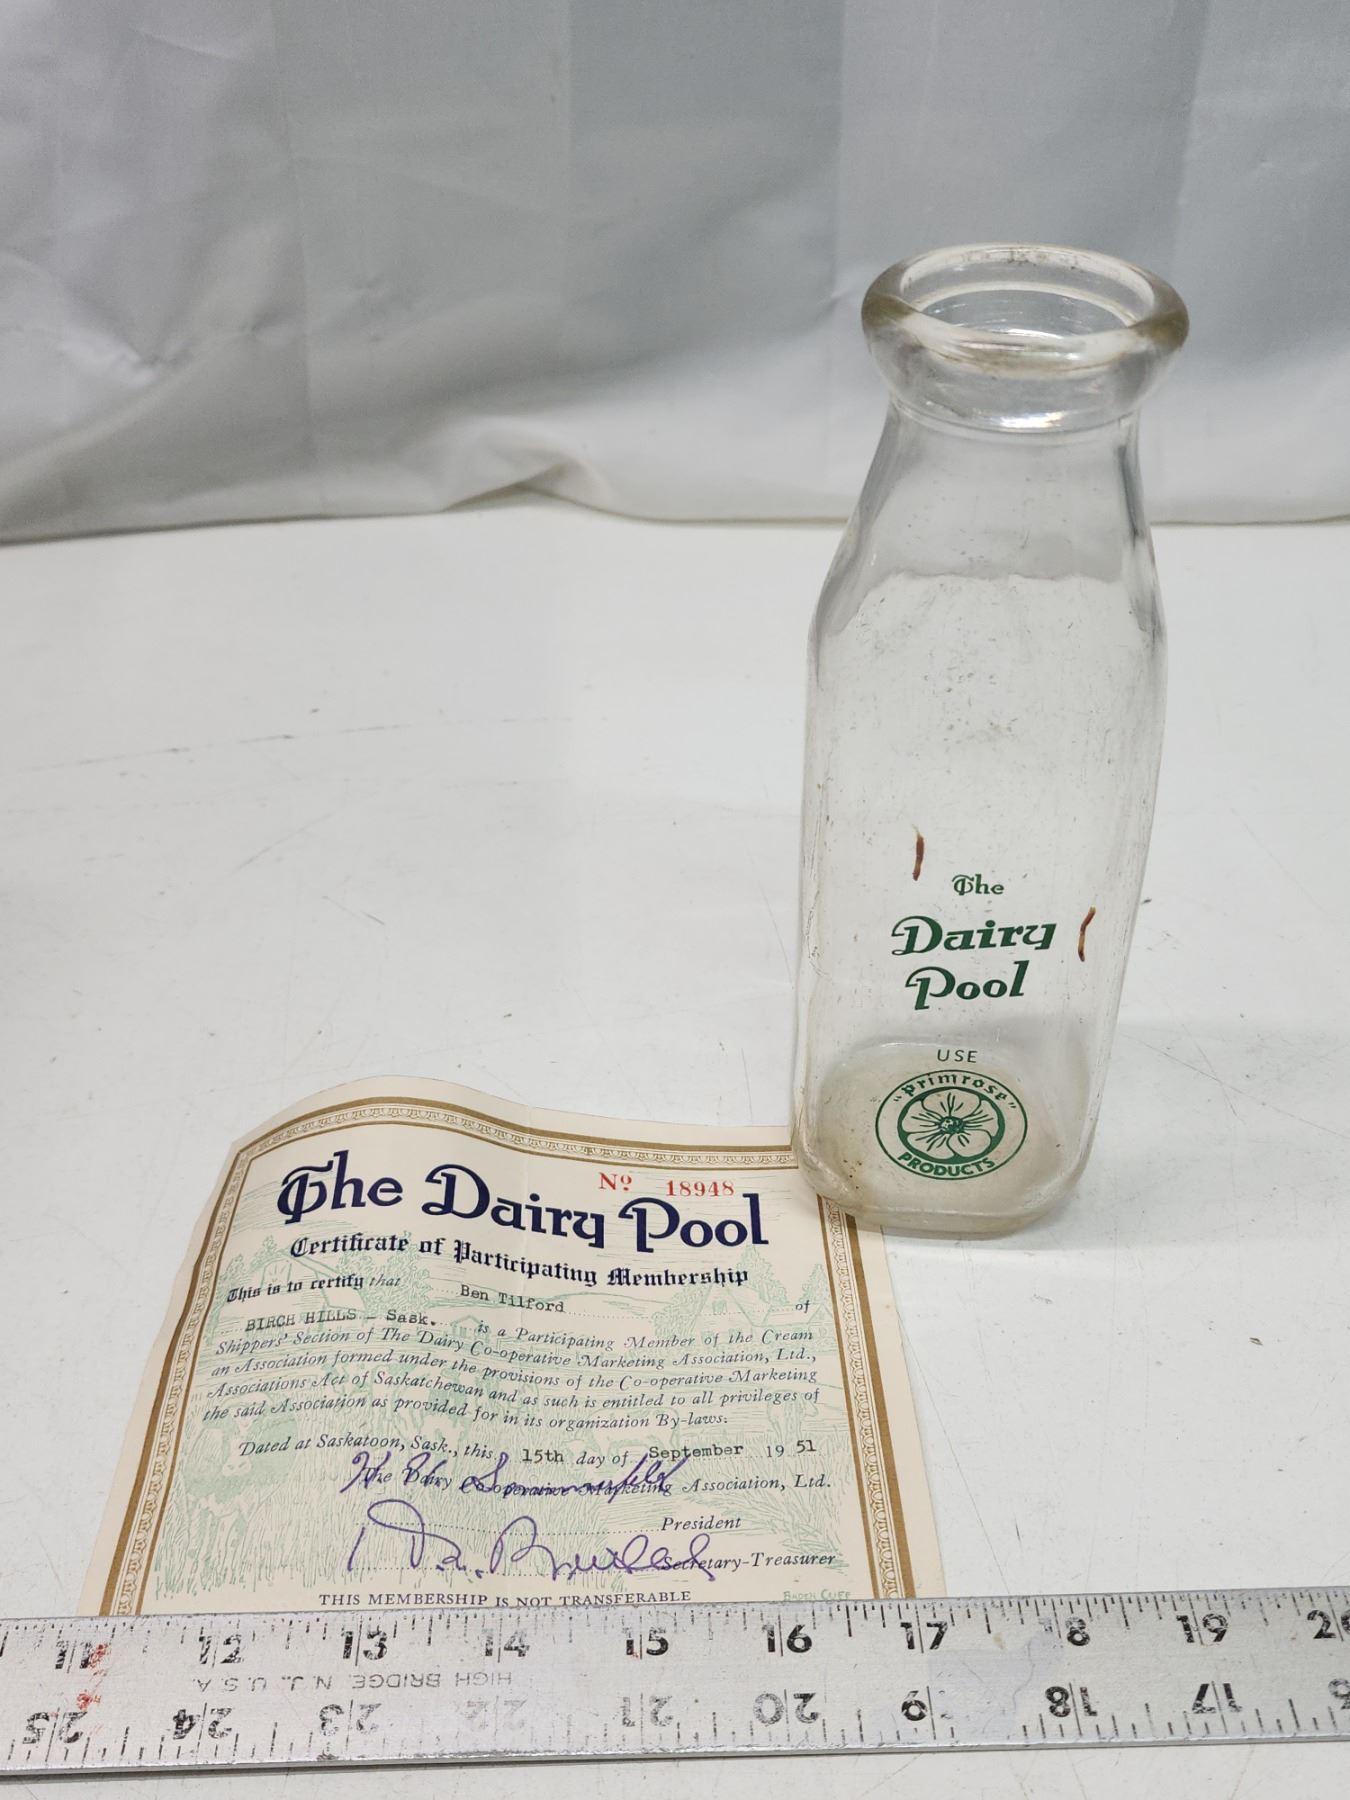 The
Dairy
Pool
USE
"Primrose"
PRODUCTS
Nº 18948
The Dairy Pool
Certificate of Participating Membership
This is to certify that Ben Tilford of
BIRCH HILLS - Sask. is a Participating Member of the Cream
Shippers' Section of The Dairy Co-operative Marketing Association, Ltd.,
an Association formed under the provisions of the Co-operative Marketing
Associations Act of Saskatchewan and as such is entitled to all privileges of
the said Association as provided for in its organization By-laws.
Dated at Saskatoon, Sask., this 15th day of September 19 51
The Dairy Co-operative Marketing Association, Ltd.
President
Secretary-Treasurer
THIS MEMBERSHIP IS NOT TRANSFERABLE
11 12 13 14 15 16 17 18 19 20
HIGH BRIDGE, N.J., U.S.A.
17 18 19 20 21 22 23 24 25